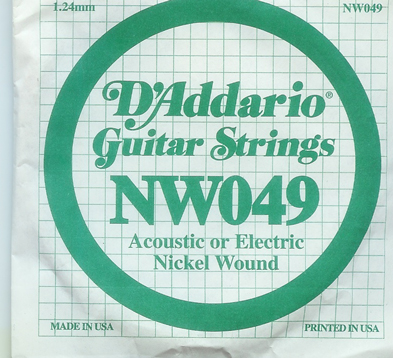 1.24mm NW049
D'Addario®
Guitar Strings
NW049
Acoustic or Electric
Nickel Wound
MADE IN USA PRINTED IN USA